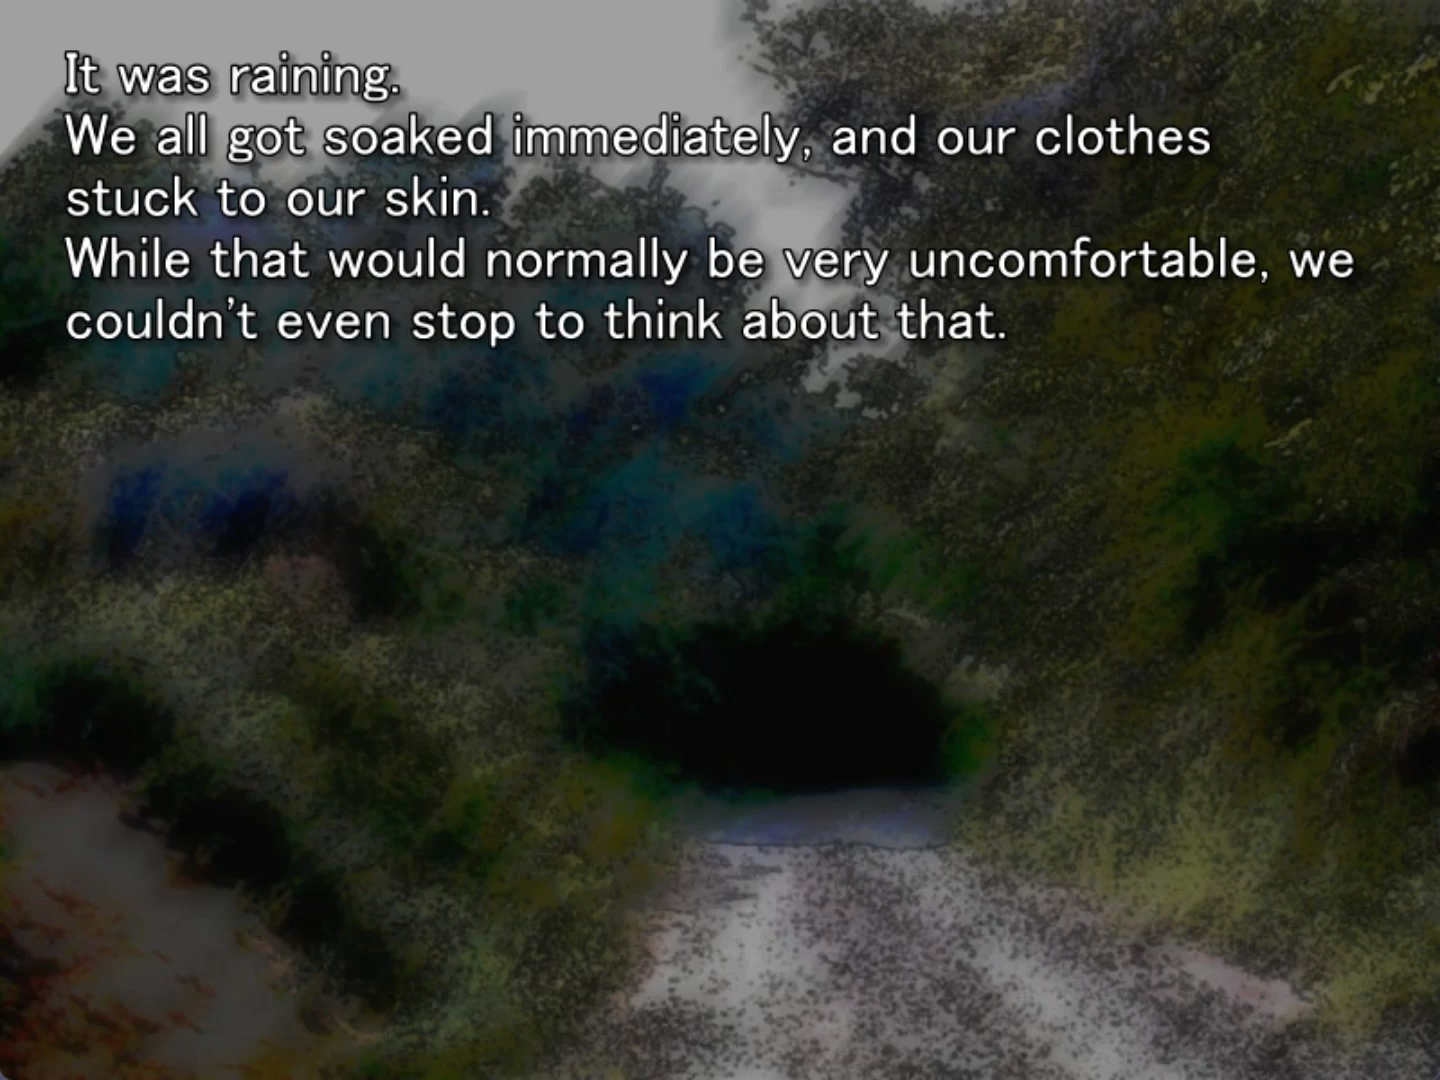 It was raining.
We all got soaked immediately, and our clothes
stuck to our skin.
While that would normally be very uncomfortable, we
couldn't even stop to think about that.